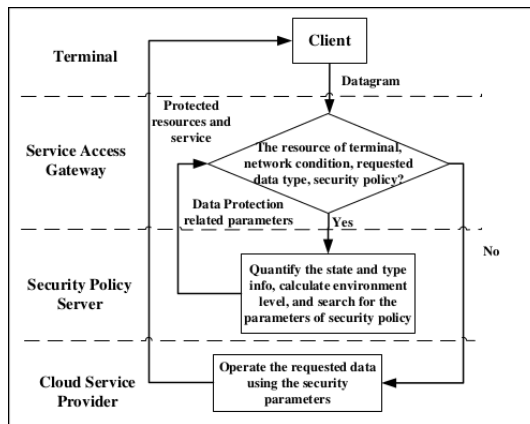 Terminal
Client
Datagram
Protected
resources and
service
Service Access
Gateway
The resource of terminal,
network condition, requested
data type, security policy?
Data Protection
related parameters
Yes
No
Security Policy
Server
Quantify the state and type
info, calculate environment
level, and search for the
parameters of security policy
Cloud Service
Provider
Operate the requested data
using the security
parameters